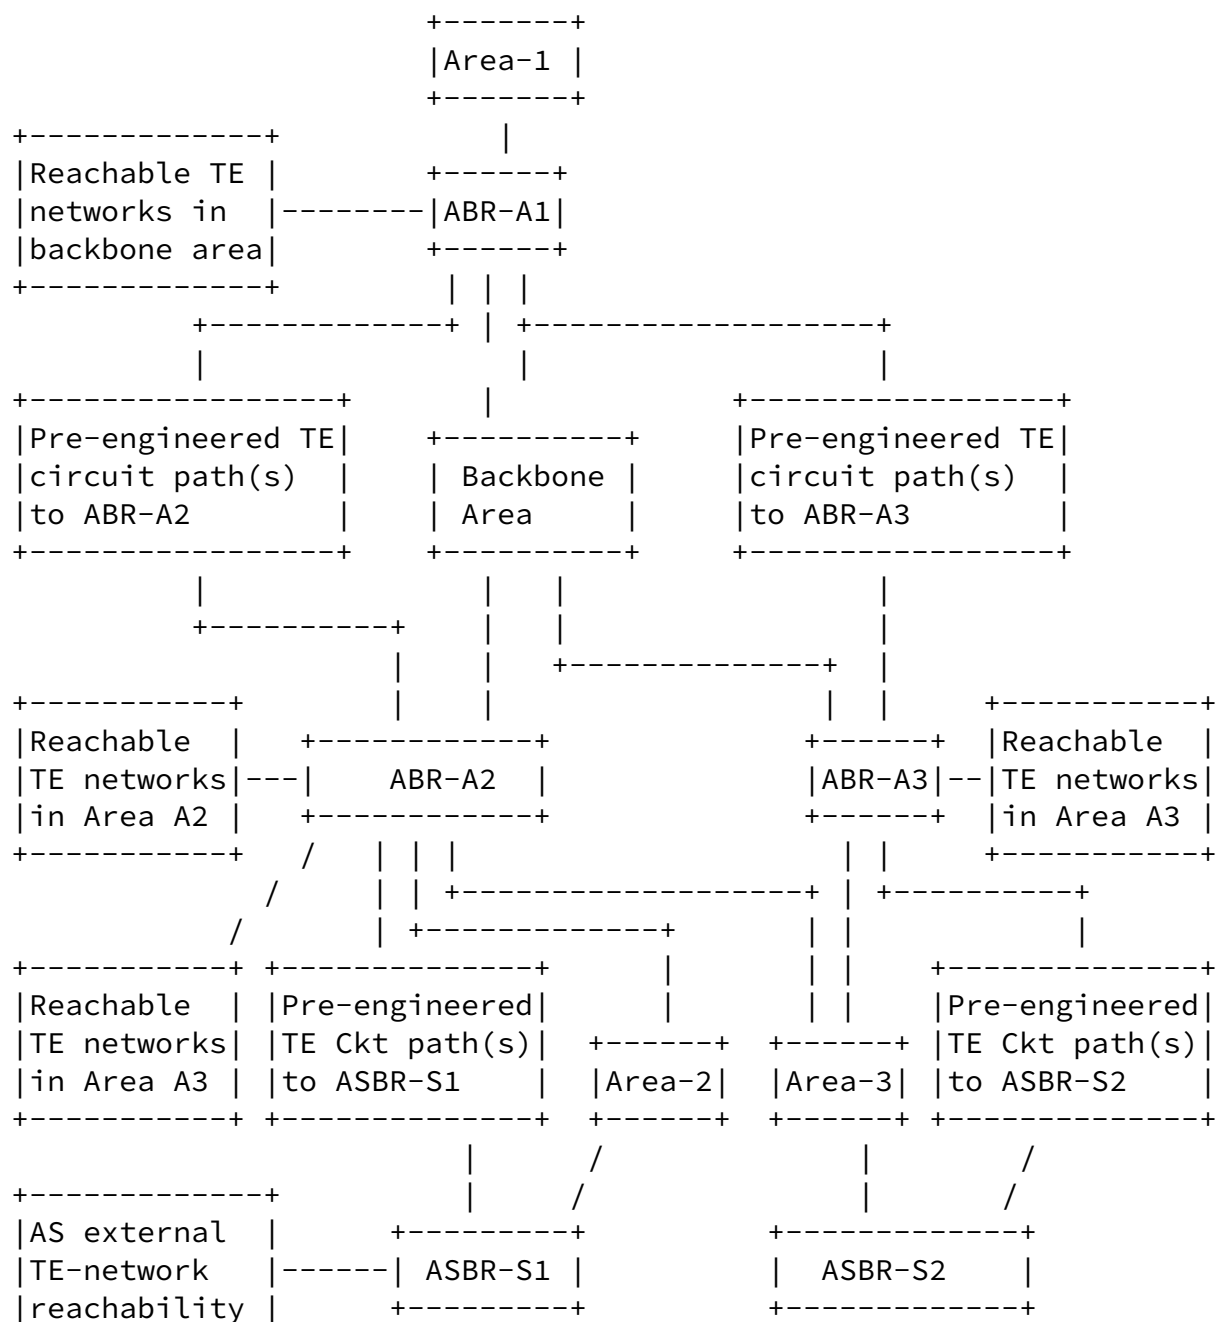 Area-1
Reachable TE
networks in
backbone area
ABR-A1
Pre-engineered TE
circuit path(s)
to ABR-A2
Backbone
Area
Pre-engineered TE
circuit path(s)
to ABR-A3
Reachable
TE networks
in Area A2
ABR-A2
ABR-A3
Reachable
TE networks
in Area A3
Reachable
TE networks
in Area A3
Pre-engineered
TE Ckt path(s)
to ASBR-S1
Area-2
Area-3
Pre-engineered
TE Ckt path(s)
to ASBR-S2
AS external
TE-network
reachability
ASBR-S1
ASBR-S2